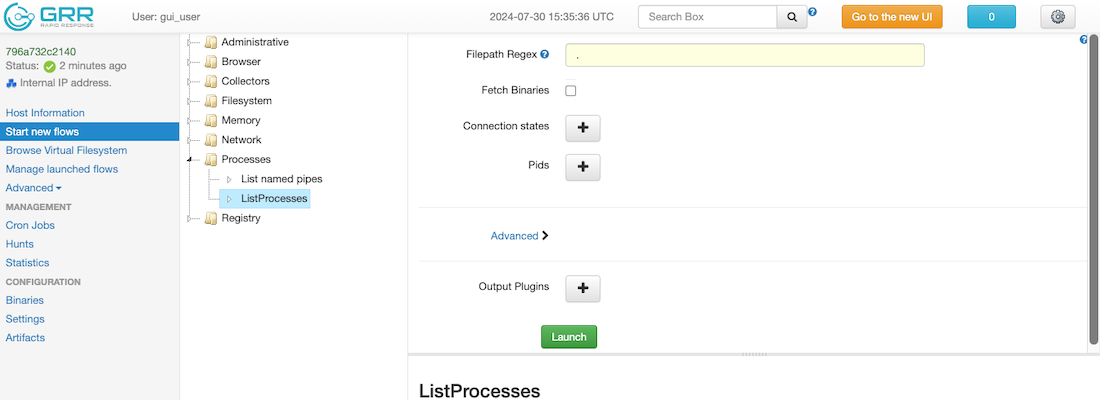 GRR
RAPID RESPONSE
User: gui_user
2024-07-30 15:35:36 UTC
Search Box
Go to the new UI
0
796a732c2140
Status: 2 minutes ago
Internal IP address.
Host Information
Start new flows
Browse Virtual Filesystem
Manage launched flows
Advanced
MANAGEMENT
Cron Jobs
Hunts
Statistics
CONFIGURATION
Binaries
Settings
Artifacts
Administrative
Browser
Collectors
Filesystem
Memory
Network
Processes
List named pipes
ListProcesses
Registry
Filepath Regex ?
.
Fetch Binaries
Connection states +
Pids +
Advanced
Output Plugins +
Launch
ListProcesses